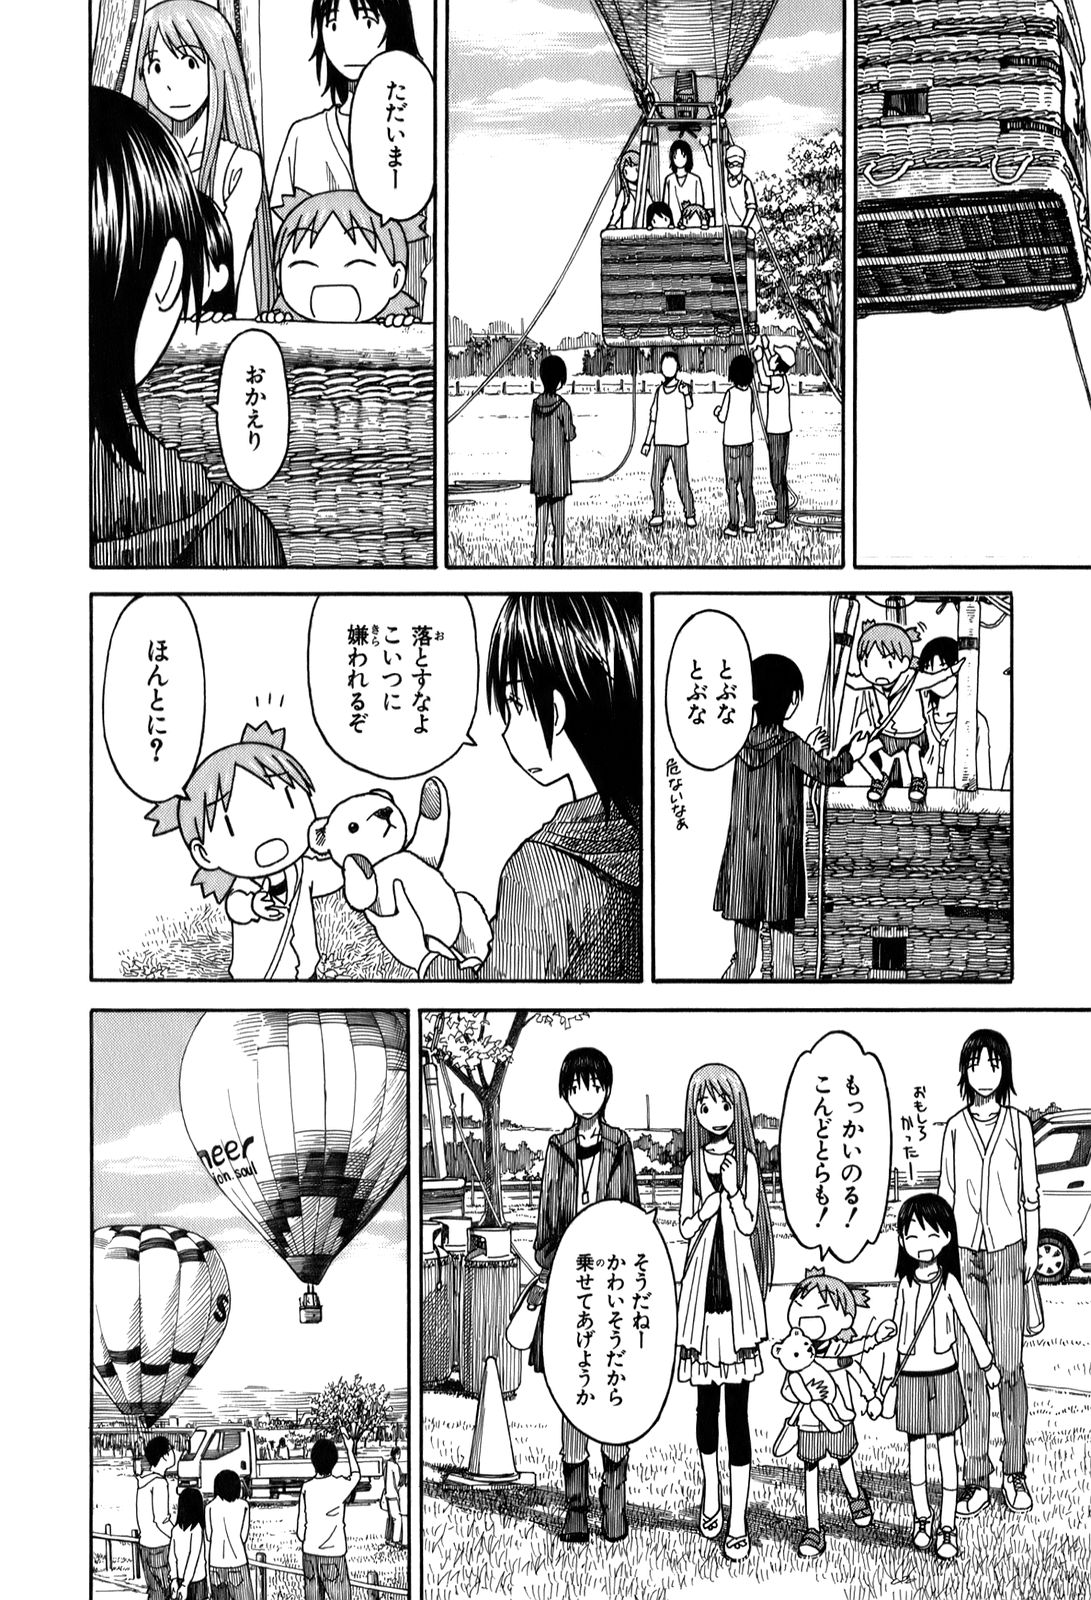 ただいまー
おかえり
とぶな
とぶな
危ないなぁ
落とすなよ
こいつに
嫌われるぞ
ほんとに?
もっかいのる!
こんどとらも!
おもしろ
かったー
そうだねー
かわいそうだから
乗せてあげようか
neer
ion. soul
S